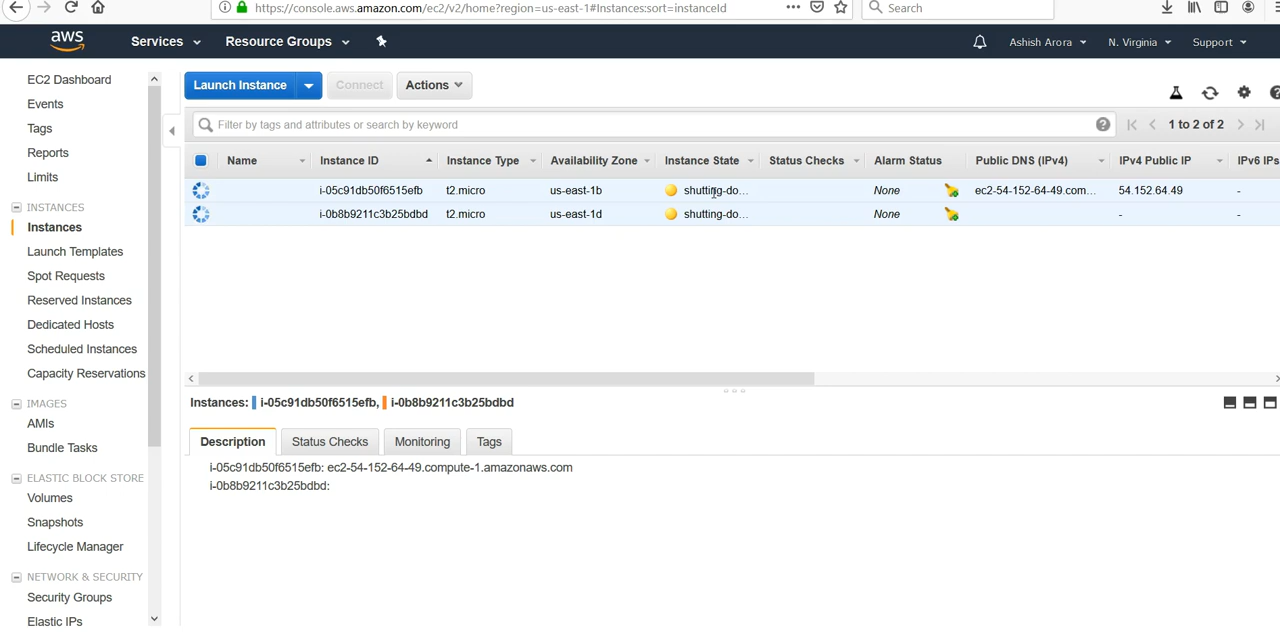 https://console.aws.amazon.com/ec2/v2/home?region=us-east-1#Instances:sort=instanceId
Search
aws
Services
Resource Groups
Ashish Arora
N. Virginia
Support
EC2 Dashboard
Events
Tags
Reports
Limits
INSTANCES
Instances
Launch Templates
Spot Requests
Reserved Instances
Dedicated Hosts
Scheduled Instances
Capacity Reservations
IMAGES
AMIs
Bundle Tasks
ELASTIC BLOCK STORE
Volumes
Snapshots
Lifecycle Manager
NETWORK & SECURITY
Security Groups
Elastic IPs
Launch Instance
Connect
Actions
Filter by tags and attributes or search by keyword
1 to 2 of 2
Name Instance ID Instance Type Availability Zone Instance State Status Checks Alarm Status Public DNS (IPv4) IPv4 Public IP IPv6 IPs
i-05c91db50f6515efb t2.micro us-east-1b shutting-do... None ec2-54-152-64-49.com... 54.152.64.49 -
i-0b8b9211c3b25bdbd t2.micro us-east-1d shutting-do... None - -
Instances: i-05c91db50f6515efb, i-0b8b9211c3b25bdbd
Description
Status Checks
Monitoring
Tags
i-05c91db50f6515efb: ec2-54-152-64-49.compute-1.amazonaws.com
i-0b8b9211c3b25bdbd: